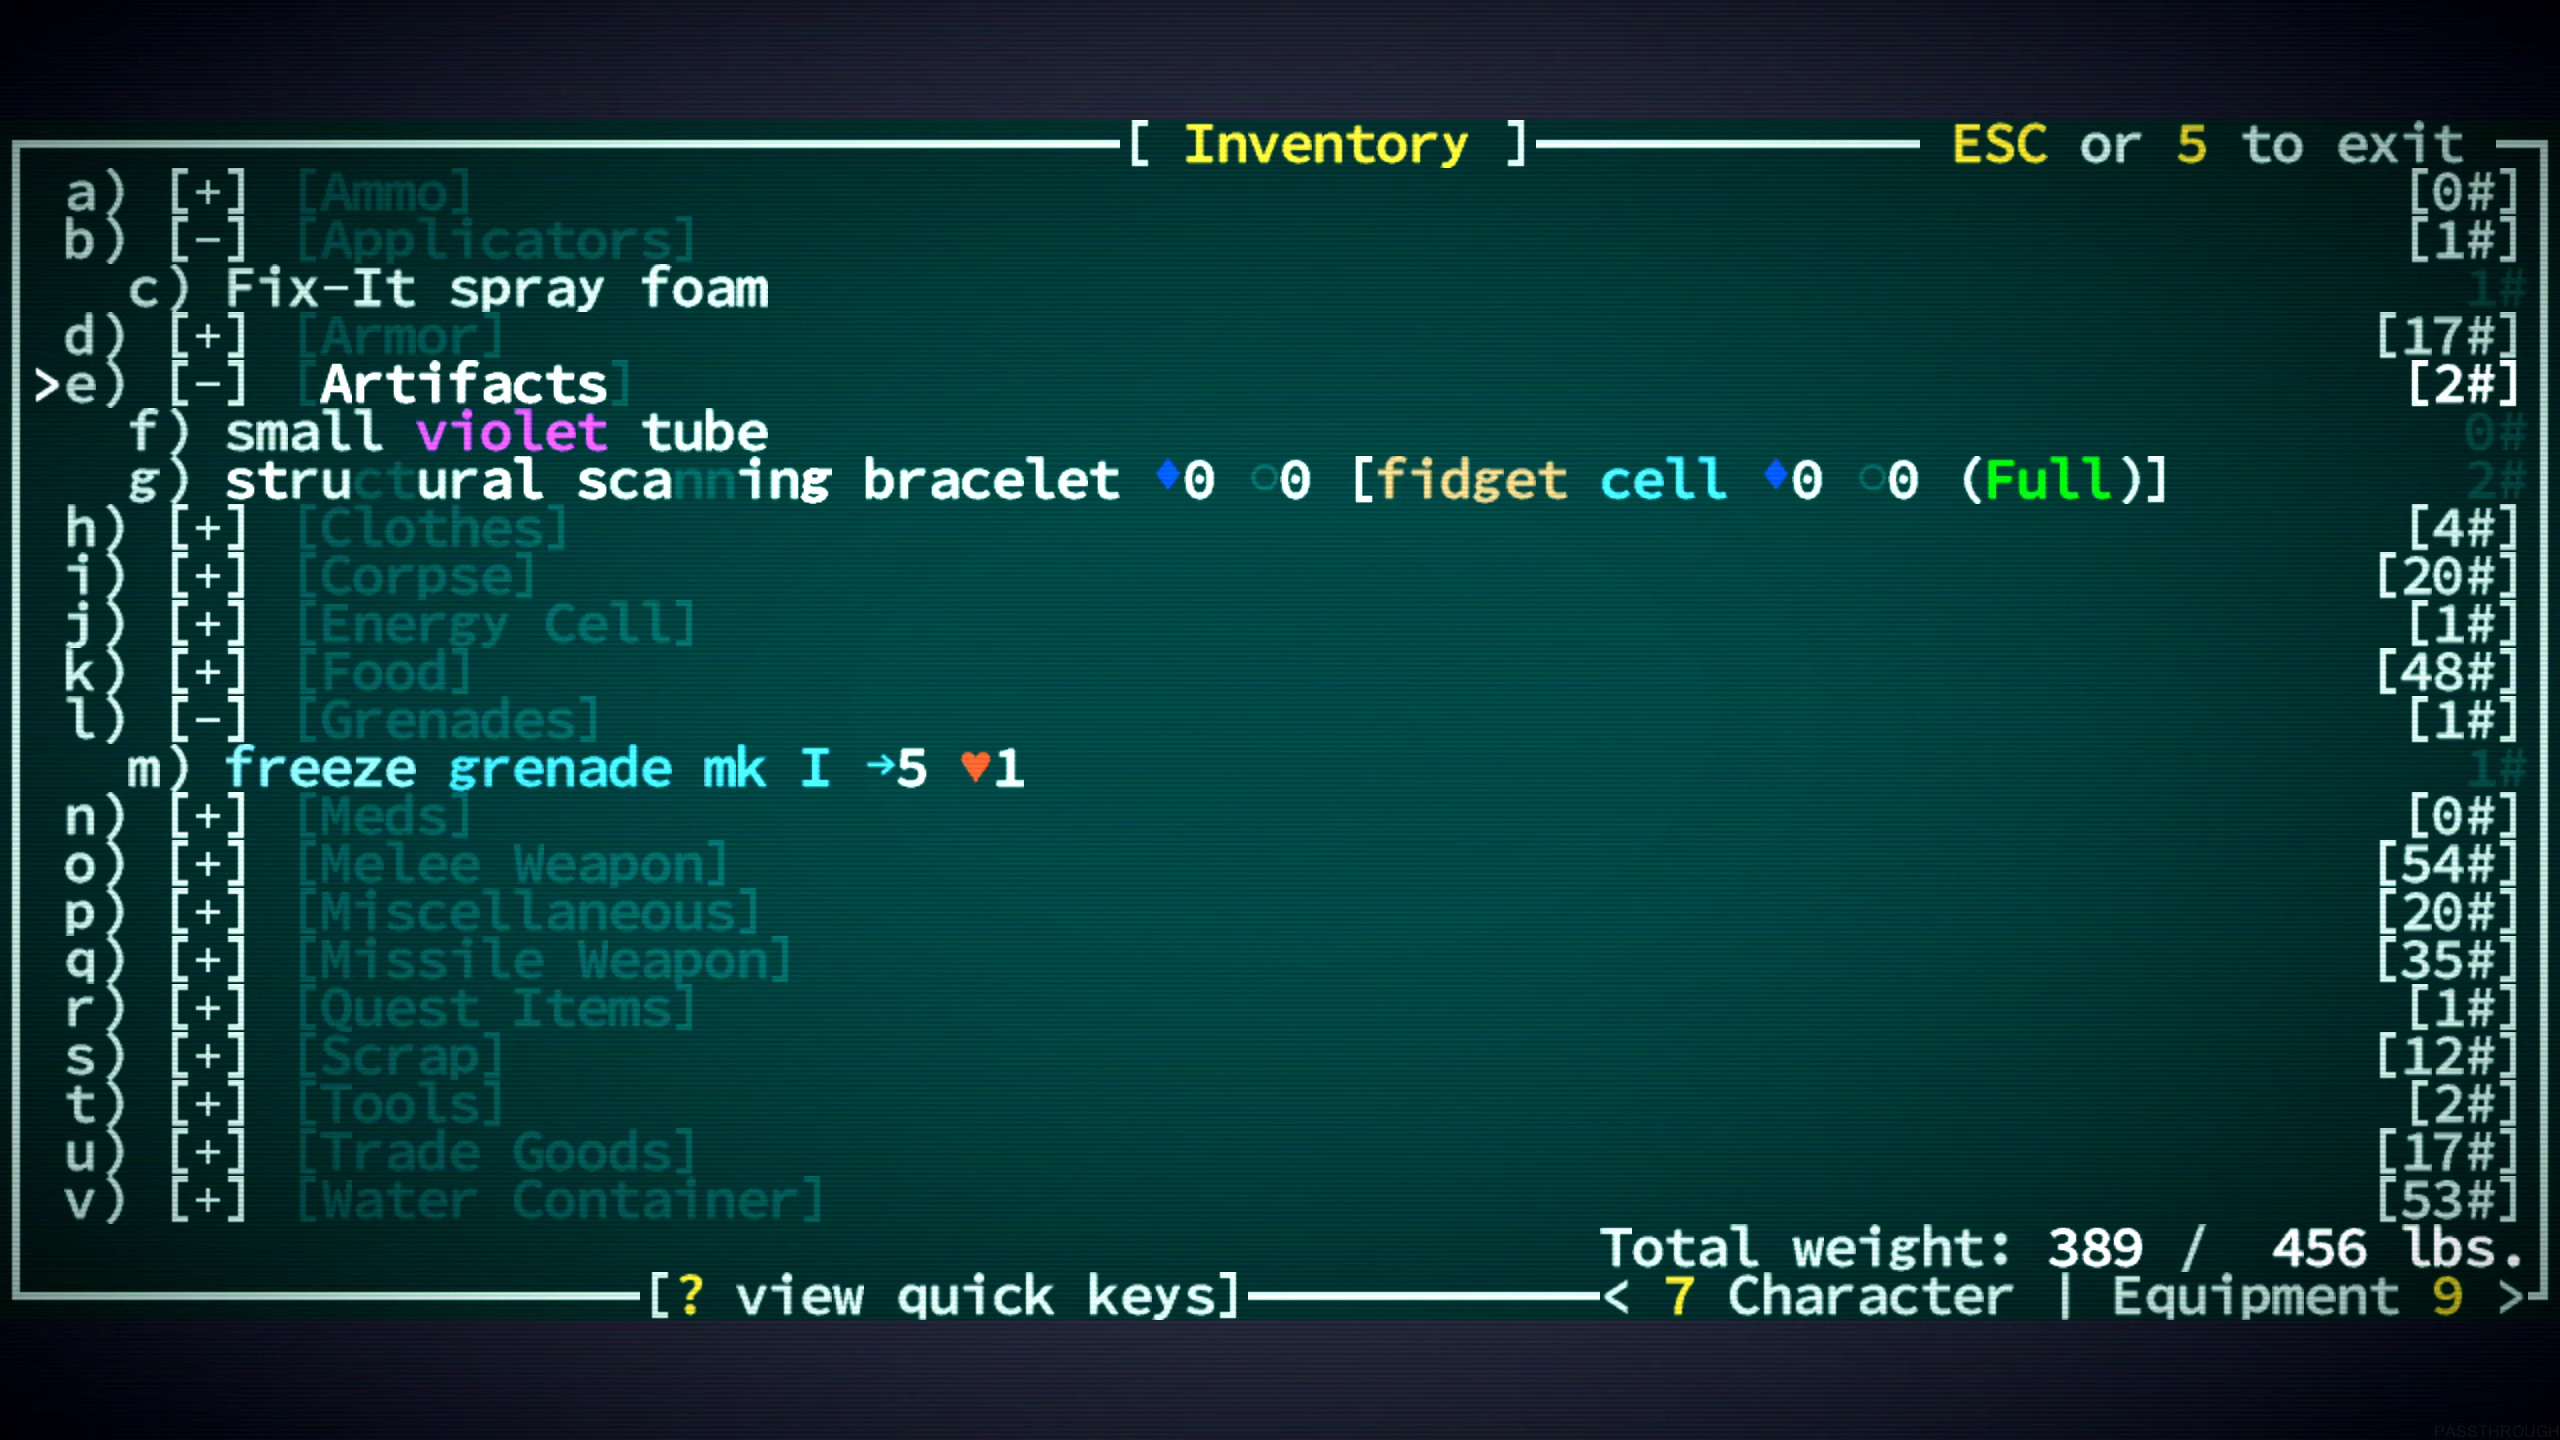 [ Inventory ] ESC or 5 to exit
a) [+] [Ammo] [0#]
b) [-] [Applicators] [1#]
c) Fix-It spray foam 1#
d) [+] [Armor] [17#]
>e) [-] [Artifacts] [2#]
f) small violet tube 0#
g) structural scanning bracelet ♦0 ○0 [fidget cell ♦0 ○0 (Full)] 2#
h) [+] [Clothes] [4#]
i) [+] [Corpse] [20#]
j) [+] [Energy Cell] [1#]
k) [+] [Food] [48#]
l) [-] [Grenades] [1#]
m) freeze grenade mk I →5 ♥1 1#
n) [+] [Meds] [0#]
o) [+] [Melee Weapon] [54#]
p) [+] [Miscellaneous] [20#]
q) [+] [Missile Weapon] [35#]
r) [+] [Quest Items] [1#]
s) [+] [Scrap] [12#]
t) [+] [Tools] [2#]
u) [+] [Trade Goods] [17#]
v) [+] [Water Container] [53#]
Total weight: 389 / 456 lbs.
[? view quick keys] < 7 Character | Equipment 9 >
PASSTHROUGH